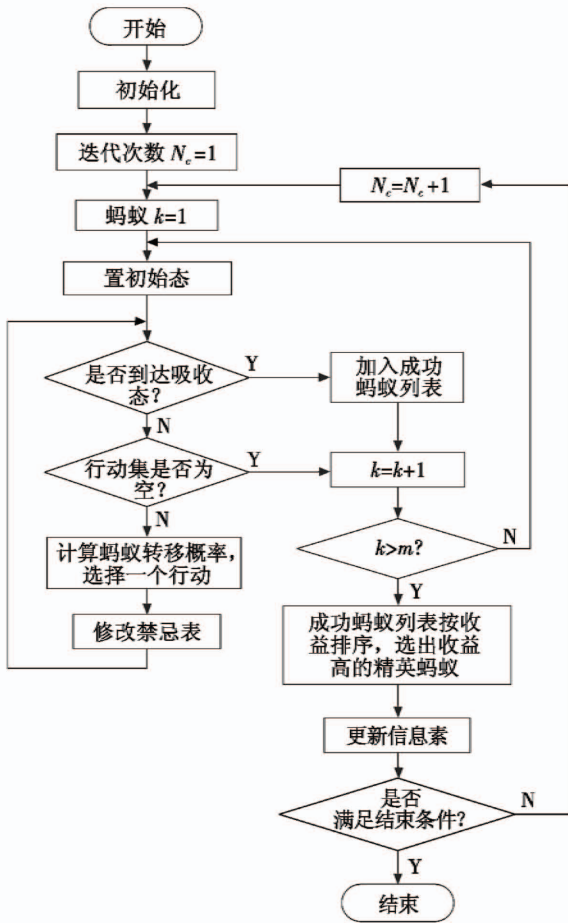 开始
初始化
迭代次数 N_c=1
N_c=N_c+1
蚂蚁 k=1
置初始态
是否到达吸收
态?
Y
加入成功
蚂蚁列表
N
行动集是否为
空?
Y
k=k+1
N
计算蚂蚁转移概率,
选择一个行动
k>m?
N
修改禁忌表
Y
成功蚂蚁列表按收
益排序,选出收益
高的精英蚂蚁
更新信息素
是否
满足结束条件?
N
Y
结束